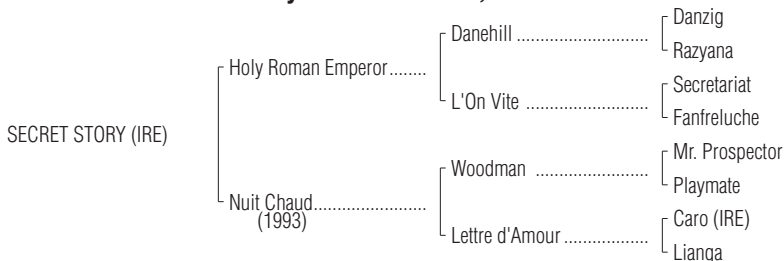 Danzig
Danehill ............................
Razyana
Holy Roman Emperor........
Secretariat
L'On Vite ..........................
Fanfreluche
SECRET STORY (IRE)
Mr. Prospector
Woodman ........................
Playmate
Nuit Chaud........................
(1993)
Caro (IRE)
Lettre d'Amour ..................
Lianga